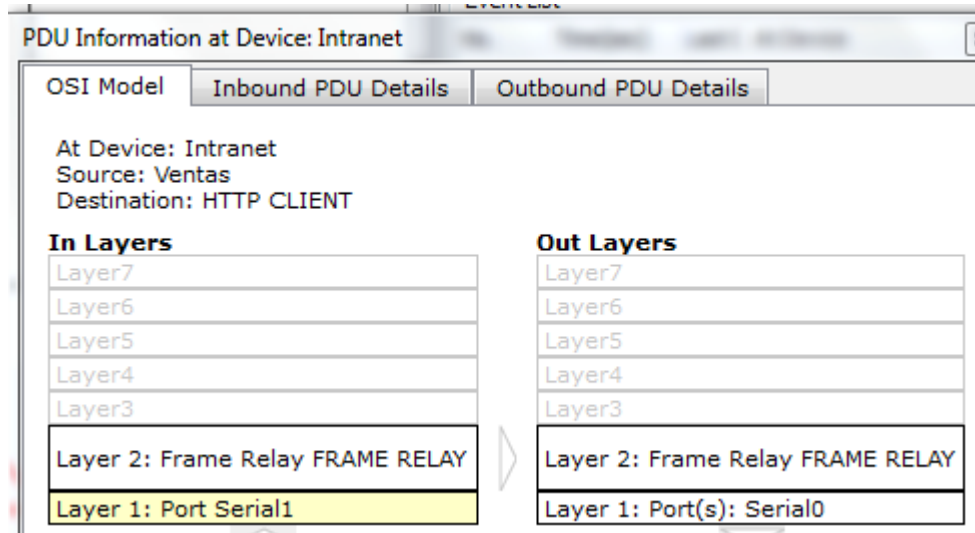 Event List
PDU Information at Device: Intranet
OSI Model
Inbound PDU Details
Outbound PDU Details
At Device: Intranet
Source: Ventas
Destination: HTTP CLIENT
In Layers
Layer7
Layer6
Layer5
Layer4
Layer3
Layer 2: Frame Relay FRAME RELAY
Layer 1: Port Serial1
Out Layers
Layer7
Layer6
Layer5
Layer4
Layer3
Layer 2: Frame Relay FRAME RELAY
Layer 1: Port(s): Serial0